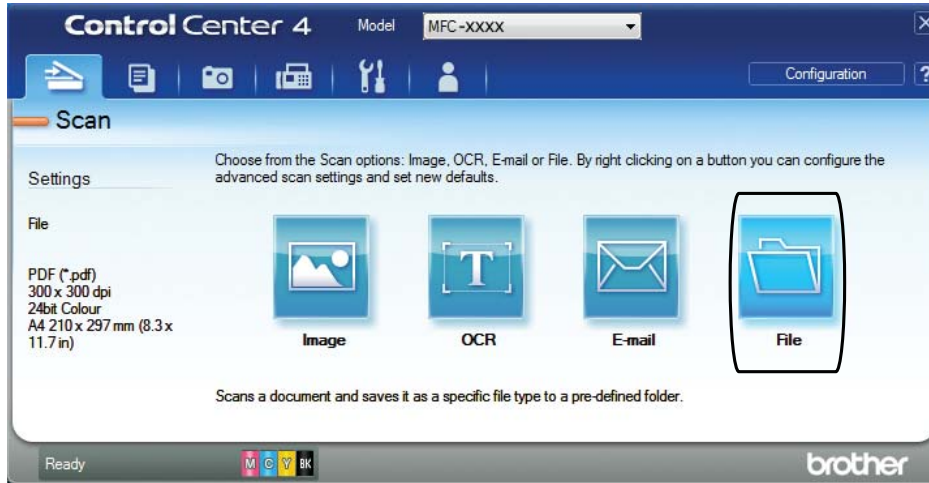 Control Center 4 Model MFC-XXXX
Configuration ?
Scan
Choose from the Scan options: Image, OCR, E-mail or File. By right clicking on a button you can configure the
advanced scan settings and set new defaults.
Settings
File
PDF (*.pdf)
300 x 300 dpi
24bit Colour
A4 210 x 297 mm (8.3 x
11.7 in)
T
Image OCR E-mail File
Scans a document and saves it as a specific file type to a pre-defined folder.
Ready M C Y BK brother